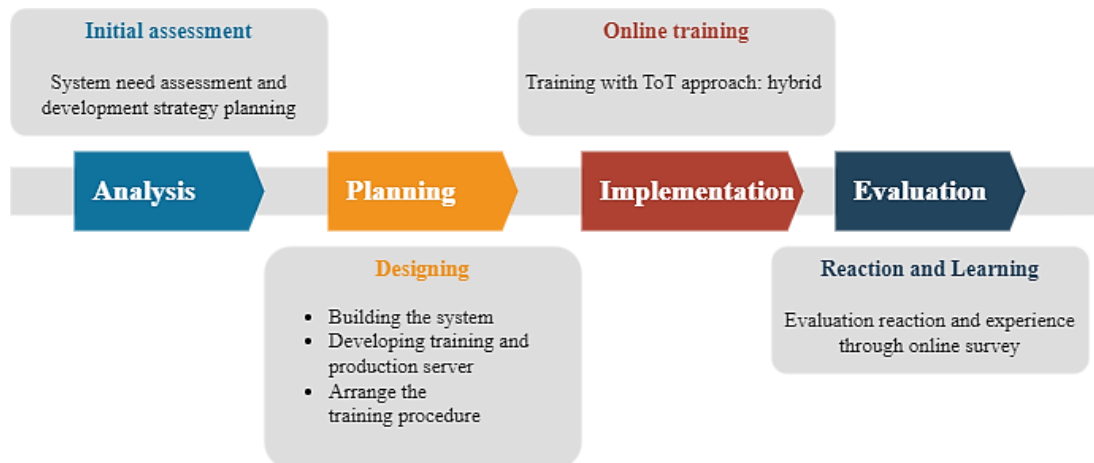 Initial assessment
System need assessment and
development strategy planning
Online training
Training with ToT approach: hybrid
Analysis
Planning
Implementation
Evaluation
Designing
• Building the system
• Developing training and
production server
• Arrange the
training procedure
Reaction and Learning
Evaluation reaction and experience
through online survey